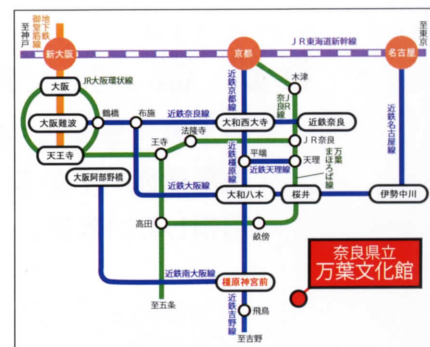 至神戸
地下鉄
御堂筋線
新大阪
京都
JR東海道新幹線
名古屋
至東京
大阪
JR大阪環状線
大阪難波
鶴橋
布施
近鉄奈良線
近鉄京都線
木津
JR奈良線
大和西大寺
近鉄奈良
近鉄名古屋線
天王寺
王寺
法隆寺
JR奈良
平端
近鉄天理線
天理
万葉
まほろば線
近鉄橿原線
大阪阿部野橋
近鉄大阪線
大和八木
桜井
伊勢中川
高田
畝傍
近鉄南大阪線
橿原神宮前
至五条
近鉄吉野線
飛鳥
至吉野
奈良県立
万葉文化館